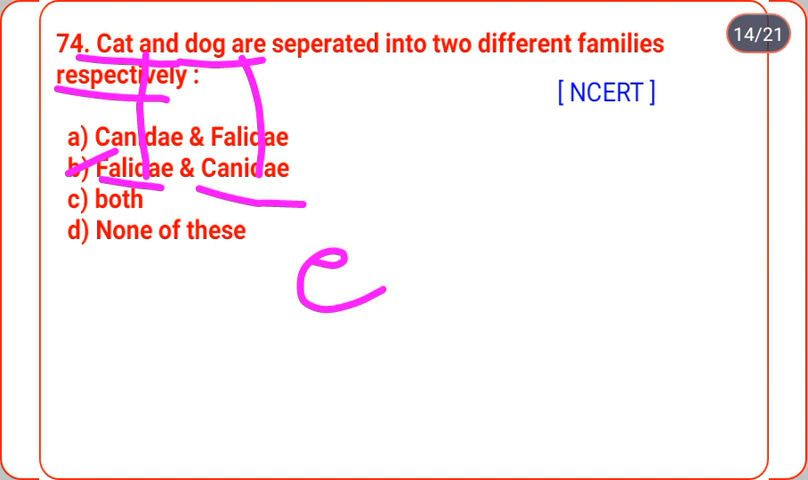 74. Cat and dog are seperated into two different families
respectively :
[ NCERT ]
a) Canidae & Falidae
b) Falidae & Canidae
c) both
d) None of these
e
14/21